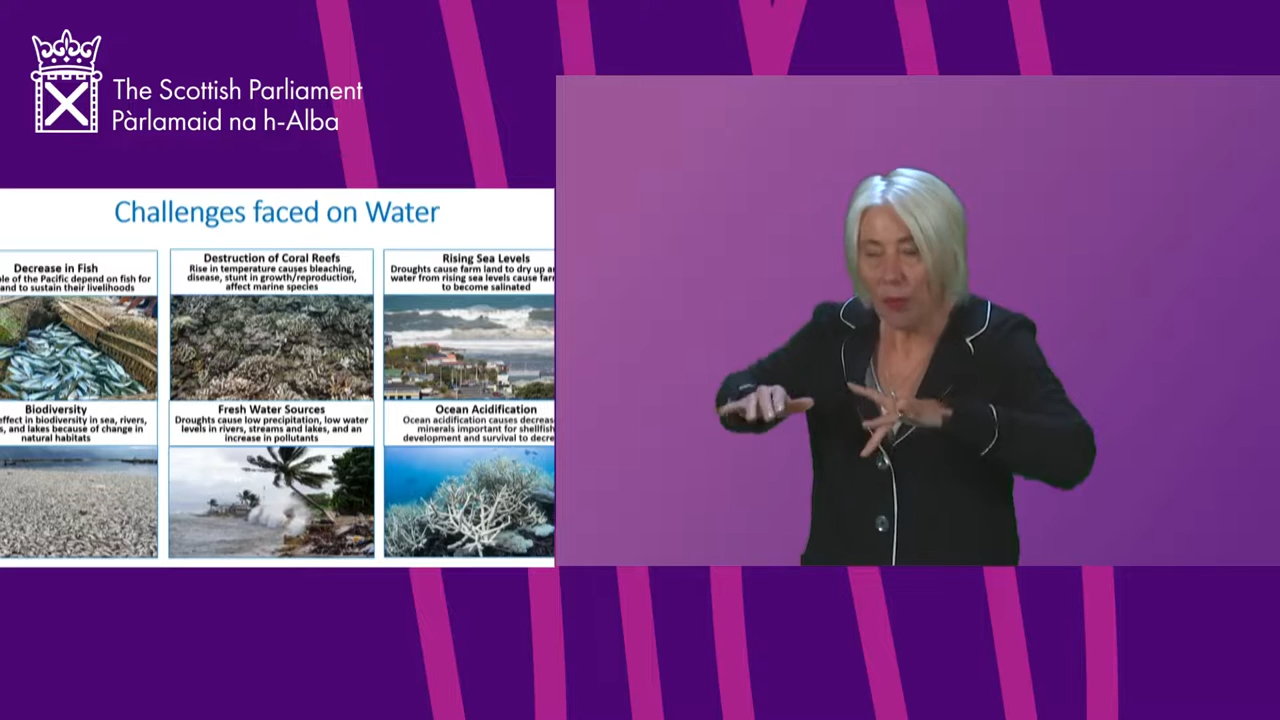 The Scottish Parliament
Pàrlamaid na h-Alba
Challenges faced on Water
Decrease in Fish
of the Pacific depend on fish for
and to sustain their livelihoods
Destruction of Coral Reefs
Rise in temperature causes bleaching,
disease, stunt in growth/reproduction,
affect marine species
Rising Sea Levels
Droughts cause farm land to dry up
water from rising sea levels cause
to become salinated
Biodiversity
effect in biodiversity in sea, rivers,
and lakes because of change in
natural habitats
Fresh Water Sources
Droughts cause low precipitation, low water
levels in rivers, streams and lakes, and an
increase in pollutants
Ocean Acidification
Ocean acidification causes
minerals important for
development and survival to